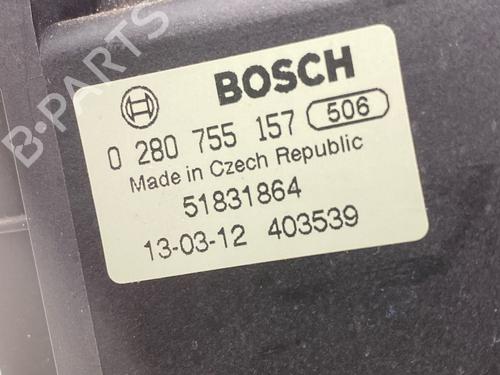 BOSCH
0 280 755 157 506
Made in Czech Republic
51831864
13-03-12 403539
B-PARTS